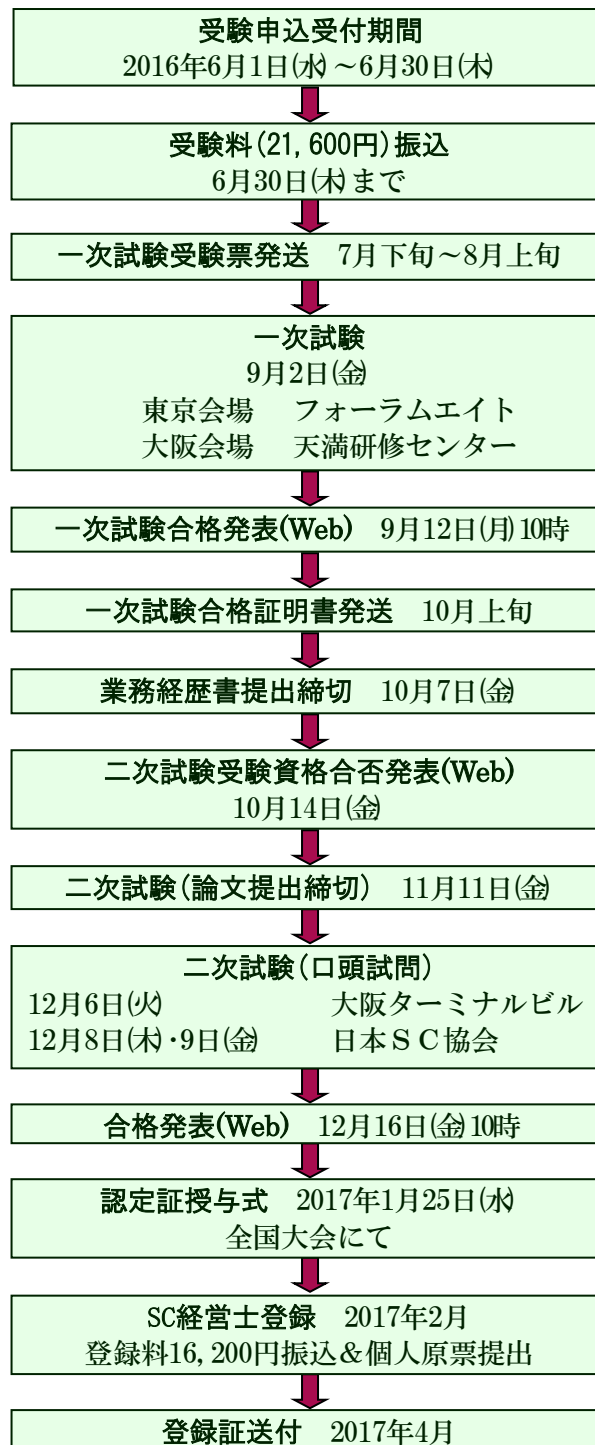 受験申込受付期間
2016年6月1日(水)～6月30日(木)
受験料(21,600円)振込
6月30日(木)まで
一次試験受験票発送　7月下旬～8月上旬
一次試験
9月2日(金)
東京会場　フォーラムエイト
大阪会場　天満研修センター
一次試験合格発表(Web)　9月12日(月)10時
一次試験合格証明書発送　10月上旬
業務経歴書提出締切　10月7日(金)
二次試験受験資格合否発表(Web)
10月14日(金)
二次試験(論文提出締切)　11月11日(金)
二次試験(口頭試問)
12月6日(火)　大阪ターミナルビル
12月8日(木)・9日(金)　日本ＳＣ協会
合格発表(Web)　12月16日(金)10時
認定証授与式　2017年1月25日(水)
全国大会にて
SC経営士登録　2017年2月
登録料16,200円振込＆個人原票提出
登録証送付　2017年4月